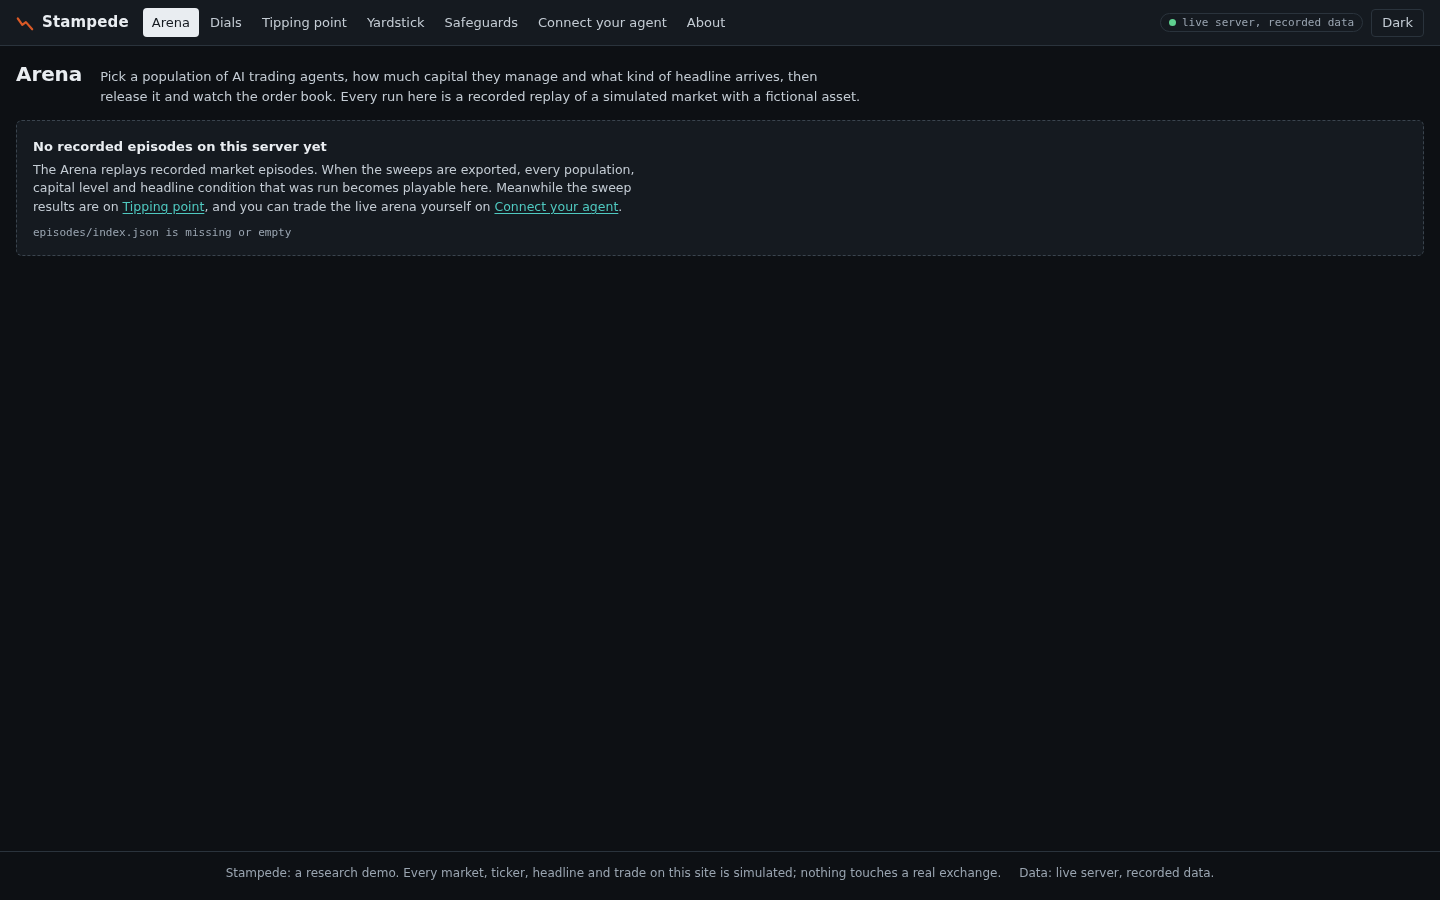 Stampede Arena Dials Tipping point Yardstick Safeguards Connect your agent About live server, recorded data Dark
Arena
Pick a population of AI trading agents, how much capital they manage and what kind of headline arrives, then
release it and watch the order book. Every run here is a recorded replay of a simulated market with a fictional asset.
No recorded episodes on this server yet
The Arena replays recorded market episodes. When the sweeps are exported, every population,
capital level and headline condition that was run becomes playable here. Meanwhile the sweep
results are on Tipping point, and you can trade the live arena yourself on Connect your agent.
episodes/index.json is missing or empty
Stampede: a research demo. Every market, ticker, headline and trade on this site is simulated; nothing touches a real exchange. Data: live server, recorded data.